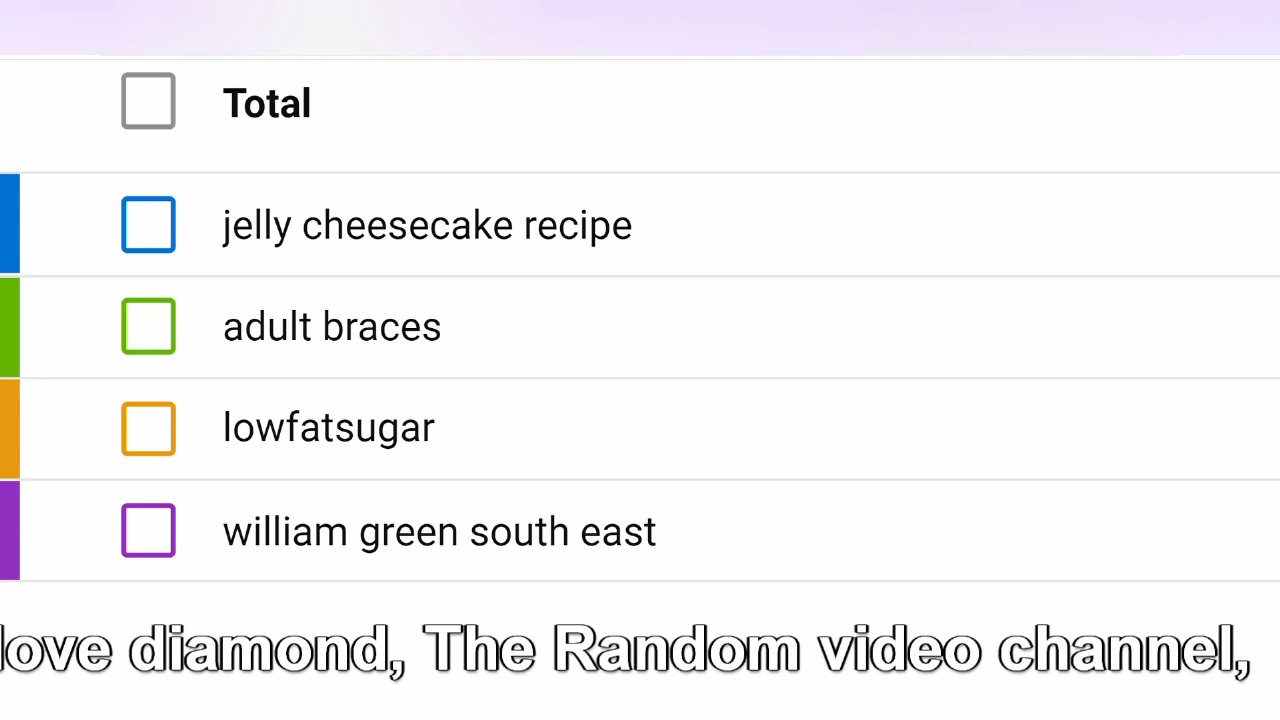 Total
jelly cheesecake recipe
adult braces
lowfatsugar
william green south east
love diamond, The Random video channel,